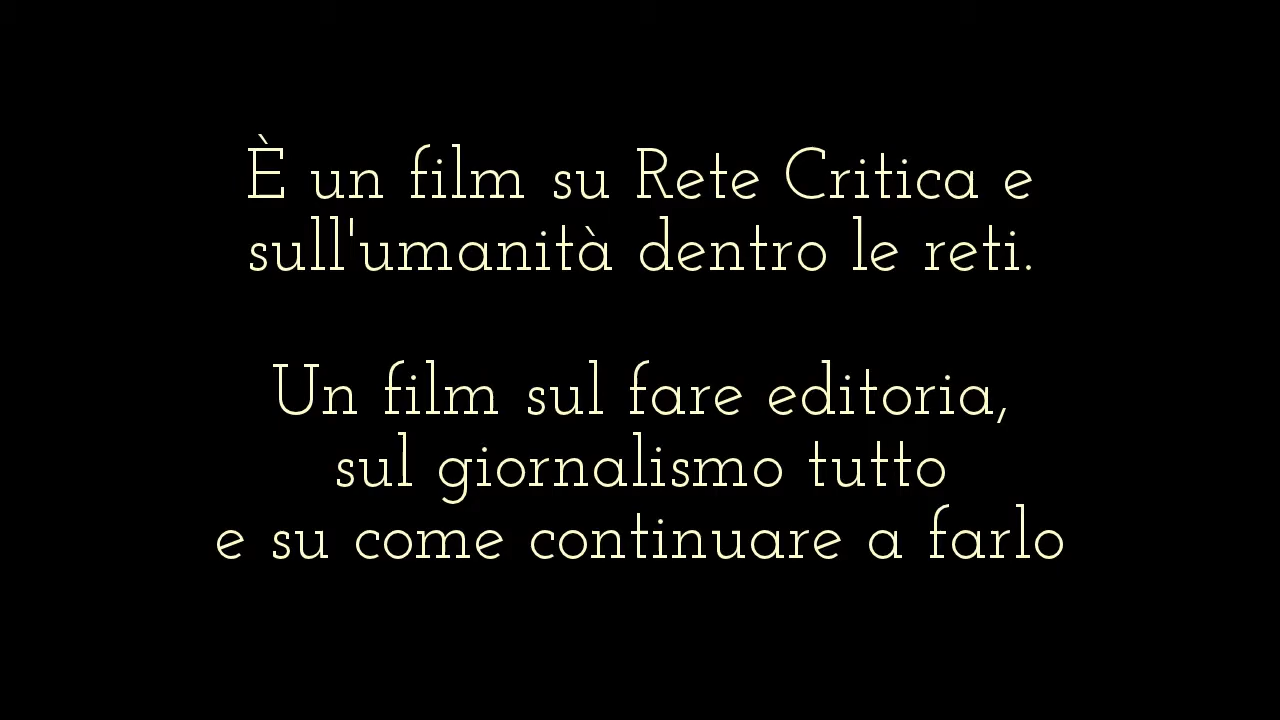 È un film su Rete Critica e
sull'umanità dentro le reti.
Un film sul fare editoria,
sul giornalismo tutto
e su come continuare a farlo